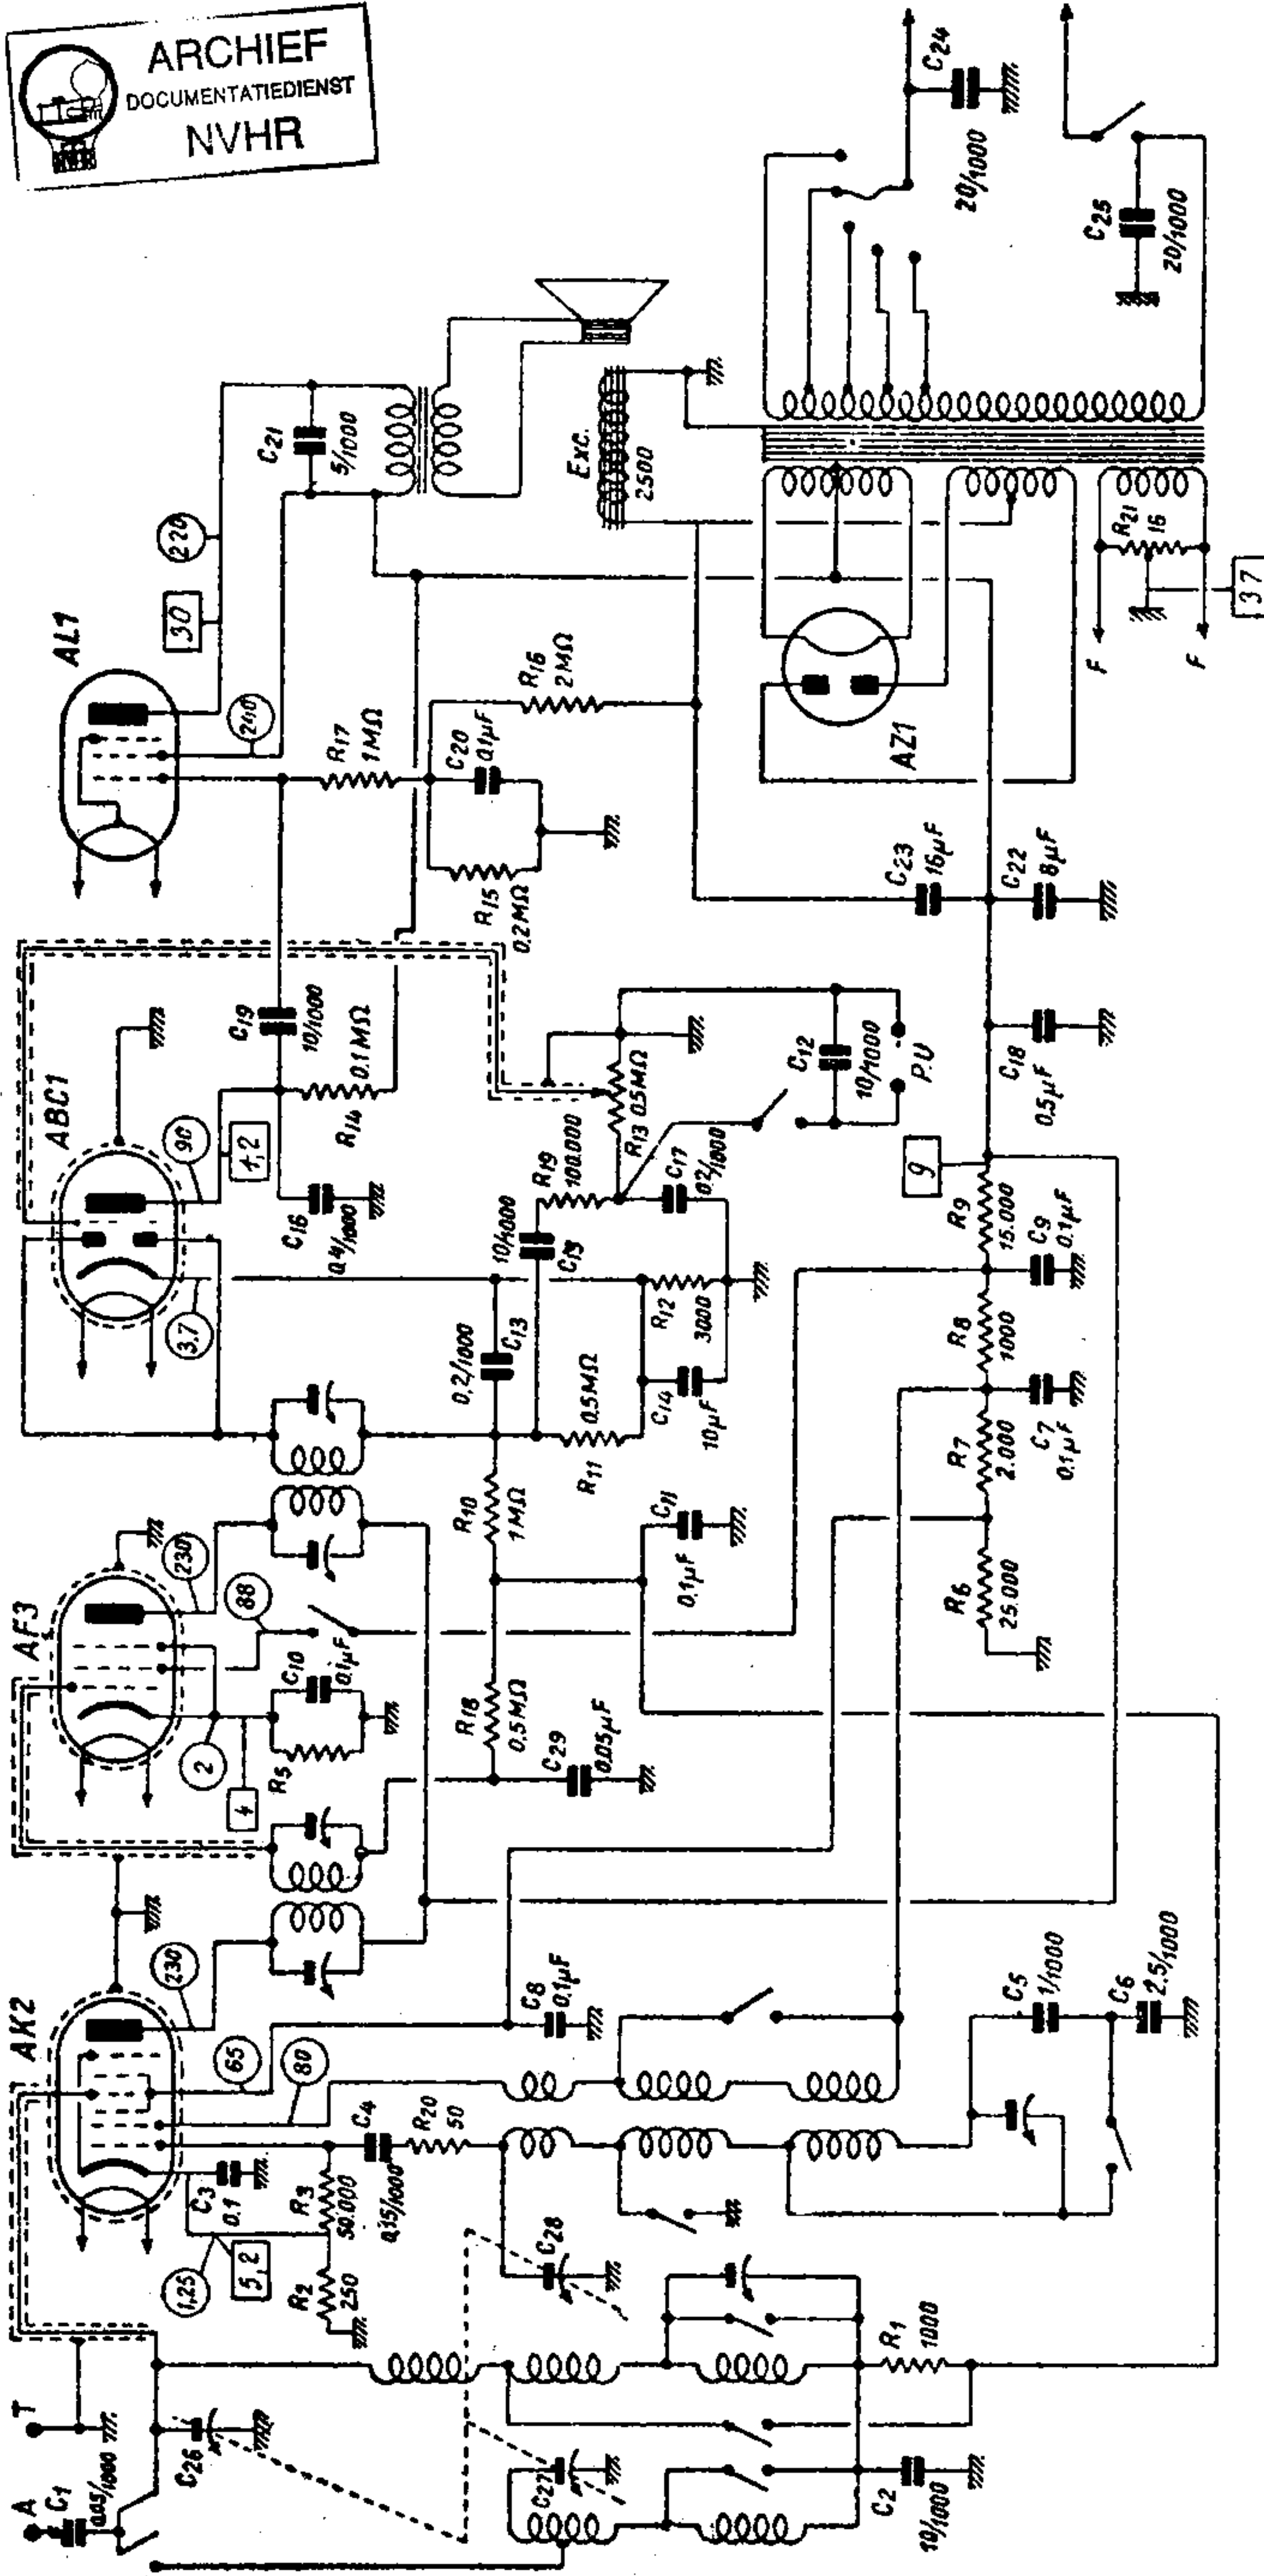 ARCHIEF
DOCUMENTATIEDIENST
NVHR
A
T
C1
0,05/1000
C26
C27
C2
10/1000
R1
1000
C28
AK2
1,25
5,2
C3
0.1
R2
250
R3
50.000
C4
0,15/1000
R20
50
230
65
80
C8
0.1µF
C5
1/1000
C6
2.5/1000
AF3
2
4
R5
C10
0.1µF
230
88
R18
0.5MΩ
C29
0.05µF
R10
1MΩ
C11
0.1µF
R6
25.000
R7
2.000
C7
0.1µF
R8
1000
C9
0.1µF
R9
15.000
9
ABC1
3.7
90
1,2
C16
0.4/1000
R14
0.1MΩ
C19
10/1000
0,2/1000
C13
R11
0.5MΩ
C14
10µF
R12
3000
10/1000
C15
R19
100.000
C17
0.2/1000
R13
0.5MΩ
C12
10/1000
P.U
C18
0.5µF
AL1
30
220
240
R17
1MΩ
C20
0,1µF
R15
0.2MΩ
R16
2MΩ
C21
5/1000
Exc.
2500
C23
16µF
C22
8µF
AZ1
F
F
R21
16
37
C24
20/1000
C25
20/1000